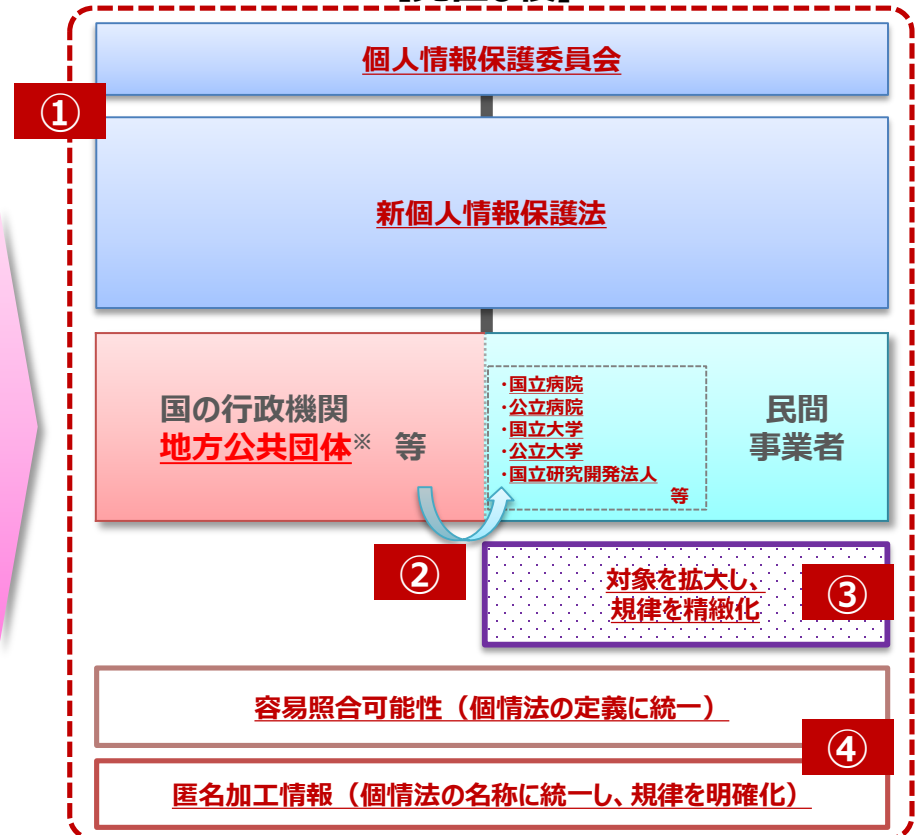 個人情報保護委員会
①
新個人情報保護法
国の行政機関
地方公共団体※ 等
・国立病院
・公立病院
・国立大学
・公立大学
・国立研究開発法人
等
民間
事業者
②
対象を拡大し、
規律を精緻化
③
容易照合可能性（個情法の定義に統一）
④
匿名加工情報（個情法の名称に統一し、規律を明確化）